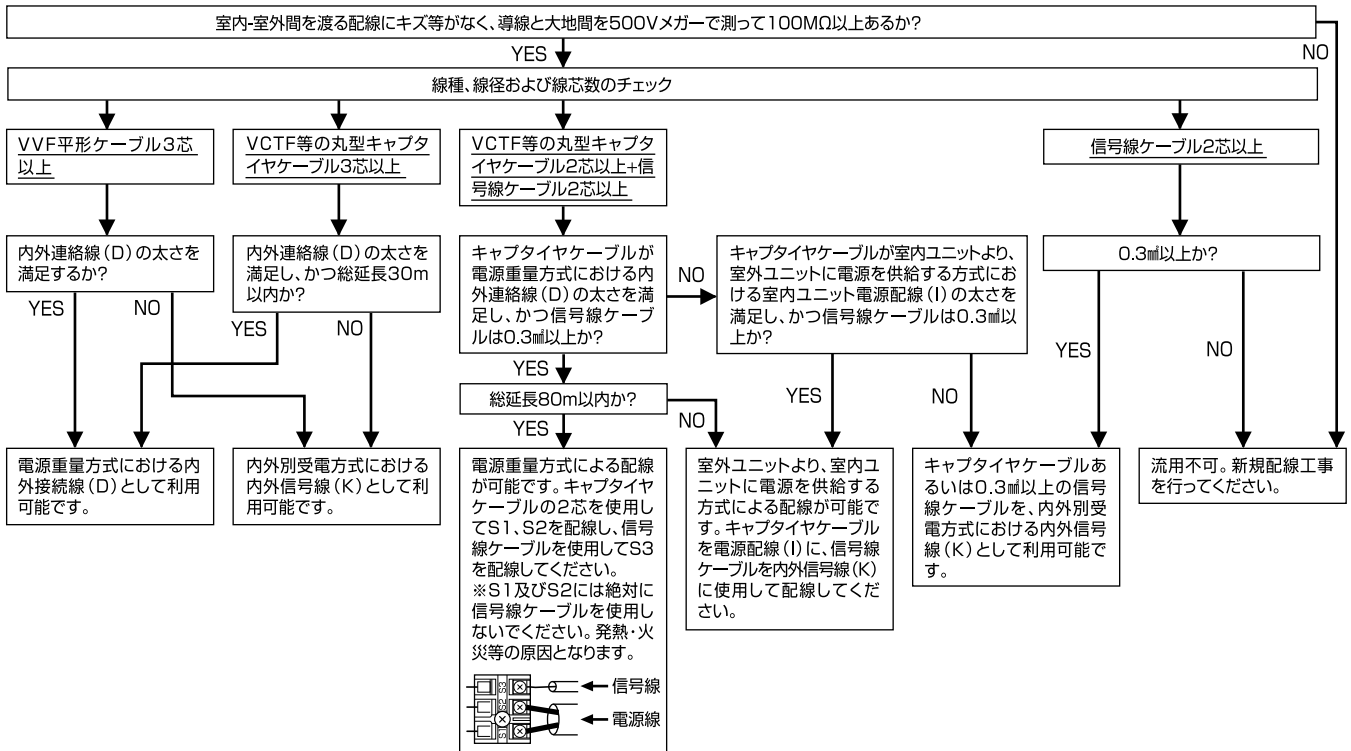 室内-室外間を渡る配線にキズ等がなく、導線と大地間を500Vメガーで測って100MΩ以上あるか?
YES
NO
線種、線径および線芯数のチェック
VVF平形ケーブル3芯
以上
VCTF等の丸型キャプタ
イヤケーブル3芯以上
VCTF等の丸型キャプタ
イヤケーブル2芯以上+信
号線ケーブル2芯以上
信号線ケーブル2芯以上
内外連絡線(D)の太さを
満足するか?
内外連絡線(D)の太さを
満足し、かつ総延長30m
以内か?
キャプタイヤケーブルが
電源重量方式における内
外連絡線(D)の太さを満
足し、かつ信号線ケーブ
ルは0.3㎟以上か?
NO
キャプタイヤケーブルが室内ユニットより、
室外ユニットに電源を供給する方式にお
ける室内ユニット電源配線(I)の太さを
満足し、かつ信号線ケーブルは0.3㎟以
上か?
0.3㎟以上か?
YES
NO
YES
NO
YES
YES
NO
YES
NO
総延長80m以内か?
NO
YES
電源重量方式における内
外接続線(D)として利用
可能です。
内外別受電方式における
内外信号線(K)として利
用可能です。
電源重量方式による配線
が可能です。キャプタイヤ
ケーブルの2芯を使用し
てS1、S2を配線し、信号
線ケーブルを使用してS3
を配線してください。
※S1及びS2には絶対に
信号線ケーブルを使用し
ないでください。発熱・火
災等の原因となります。
S3
S2
S1
信号線
電源線
室外ユニットより、室内ユ
ニットに電源を供給する
方式による配線が可能で
す。キャプタイヤケーブル
を電源配線(I)に、信号線
ケーブルを内外信号線(K)
に使用して配線してくだ
さい。
キャプタイヤケーブルあ
るいは0.3㎟以上の信号
線ケーブルを、内外別受
電方式における内外信号
線(K)として利用可能で
す。
流用不可。新規配線工事
を行ってください。